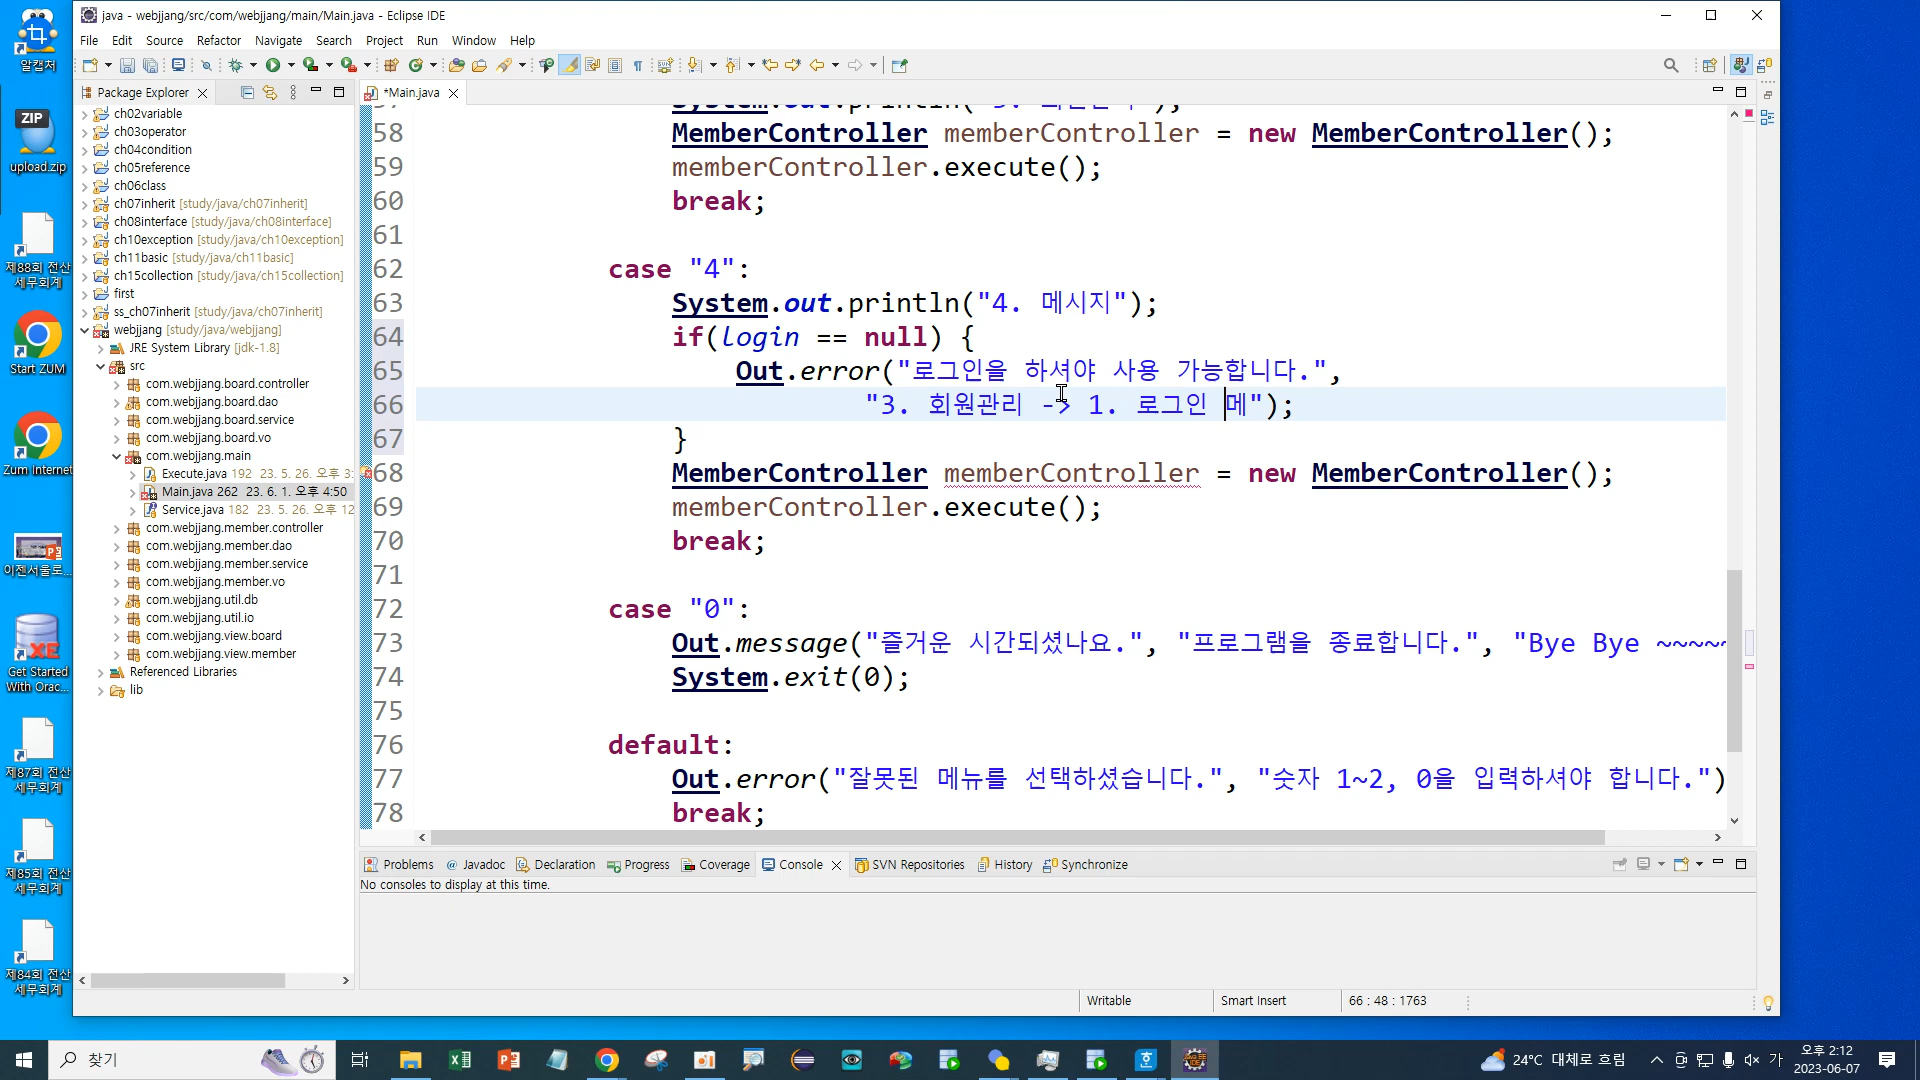 java - webjjang/src/com/webjjang/main/Main.java - Eclipse IDE
File Edit Source Refactor Navigate Search Project Run Window Help
Package Explorer
*Main.java
ch02variable
ch03operator
ch04condition
ch05reference
ch06class
ch07inherit [study/java/ch07inherit]
ch08interface [study/java/ch08interface]
ch10exception [study/java/ch10exception]
ch11basic [study/java/ch11basic]
ch15collection [study/java/ch15collection]
first
ss_ch07inherit [study/java/ch07inherit]
webjjang [study/java/webjjang]
JRE System Library [jdk-1.8]
src
com.webjjang.board.controller
com.webjjang.board.dao
com.webjjang.board.service
com.webjjang.board.vo
com.webjjang.main
Execute.java 192 23. 5. 26. 오후 3:
Main.java 262 23. 6. 1. 오후 4:50
Service.java 182 23. 5. 26. 오후 12
com.webjjang.member.controller
com.webjjang.member.dao
com.webjjang.member.service
com.webjjang.member.vo
com.webjjang.util.db
com.webjjang.util.io
com.webjjang.view.board
com.webjjang.view.member
Referenced Libraries
lib
58 MemberController memberController = new MemberController();
59 memberController.execute();
60 break;
61
62 case "4":
63 System.out.println("4. 메시지");
64 if(login == null) {
65 Out.error("로그인을 하셔야 사용 가능합니다.",
66 "3. 회원관리 -> 1. 로그인 메");
67 }
68 MemberController memberController = new MemberController();
69 memberController.execute();
70 break;
71
72 case "0":
73 Out.message("즐거운 시간되셨나요.", "프로그램을 종료합니다.", "Bye Bye ~~~~~
74 System.exit(0);
75
76 default:
77 Out.error("잘못된 메뉴를 선택하셨습니다.", "숫자 1~2, 0을 입력하셔야 합니다.")
78 break;
Problems Javadoc Declaration Progress Coverage Console SVN Repositories History Synchronize
No consoles to display at this time.
Writable Smart Insert 66 : 48 : 1763
알캡처
ZIP
upload.zip
제88회 전산
세무회계
Start ZUM
Zum Internet
이젠서울로...
XE
Get Started
With Orac...
제87회 전산
세무회계
제85회 전산
세무회계
제84회 전산
세무회계
찾기
24°C 대체로 흐림
가
오후 2:12
2023-06-07